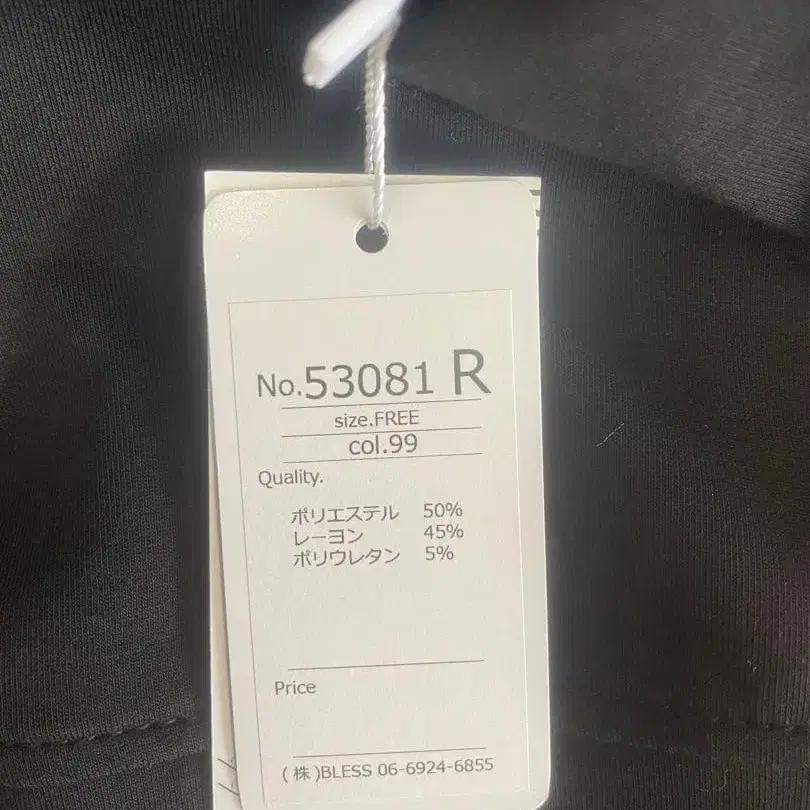 No.53081 R
size.FREE
col.99
Quality.
ポリエステル 50%
レーヨン 45%
ポリウレタン 5%
Price
(株)BLESS 06-6924-6855